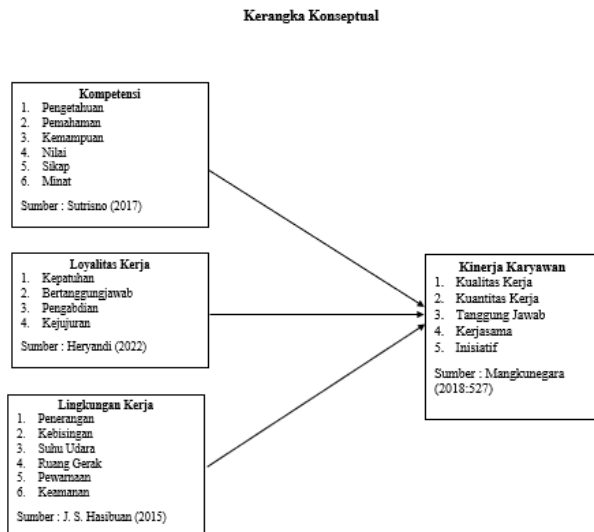 Kerangka Konseptual
Kompetensi
1. Pengetahuan
2. Pemahaman
3. Kemampuan
4. Nilai
5. Sikap
6. Minat
Sumber : Sutrisno (2017)
Loyalitas Kerja
1. Kepatuhan
2. Bertanggungjawab
3. Pengabdian
4. Kejujuran
Sumber : Heryandi (2022)
Lingkungan Kerja
1. Penerangan
2. Kebisingan
3. Suhu Udara
4. Ruang Gerak
5. Pewarnaan
6. Keamanan
Sumber : J. S. Hasibuan (2015)
Kinerja Karyawan
1. Kualitas Kerja
2. Kuantitas Kerja
3. Tanggung Jawab
4. Kerjasama
5. Inisiatif
Sumber : Mangkunegara
(2018:527)